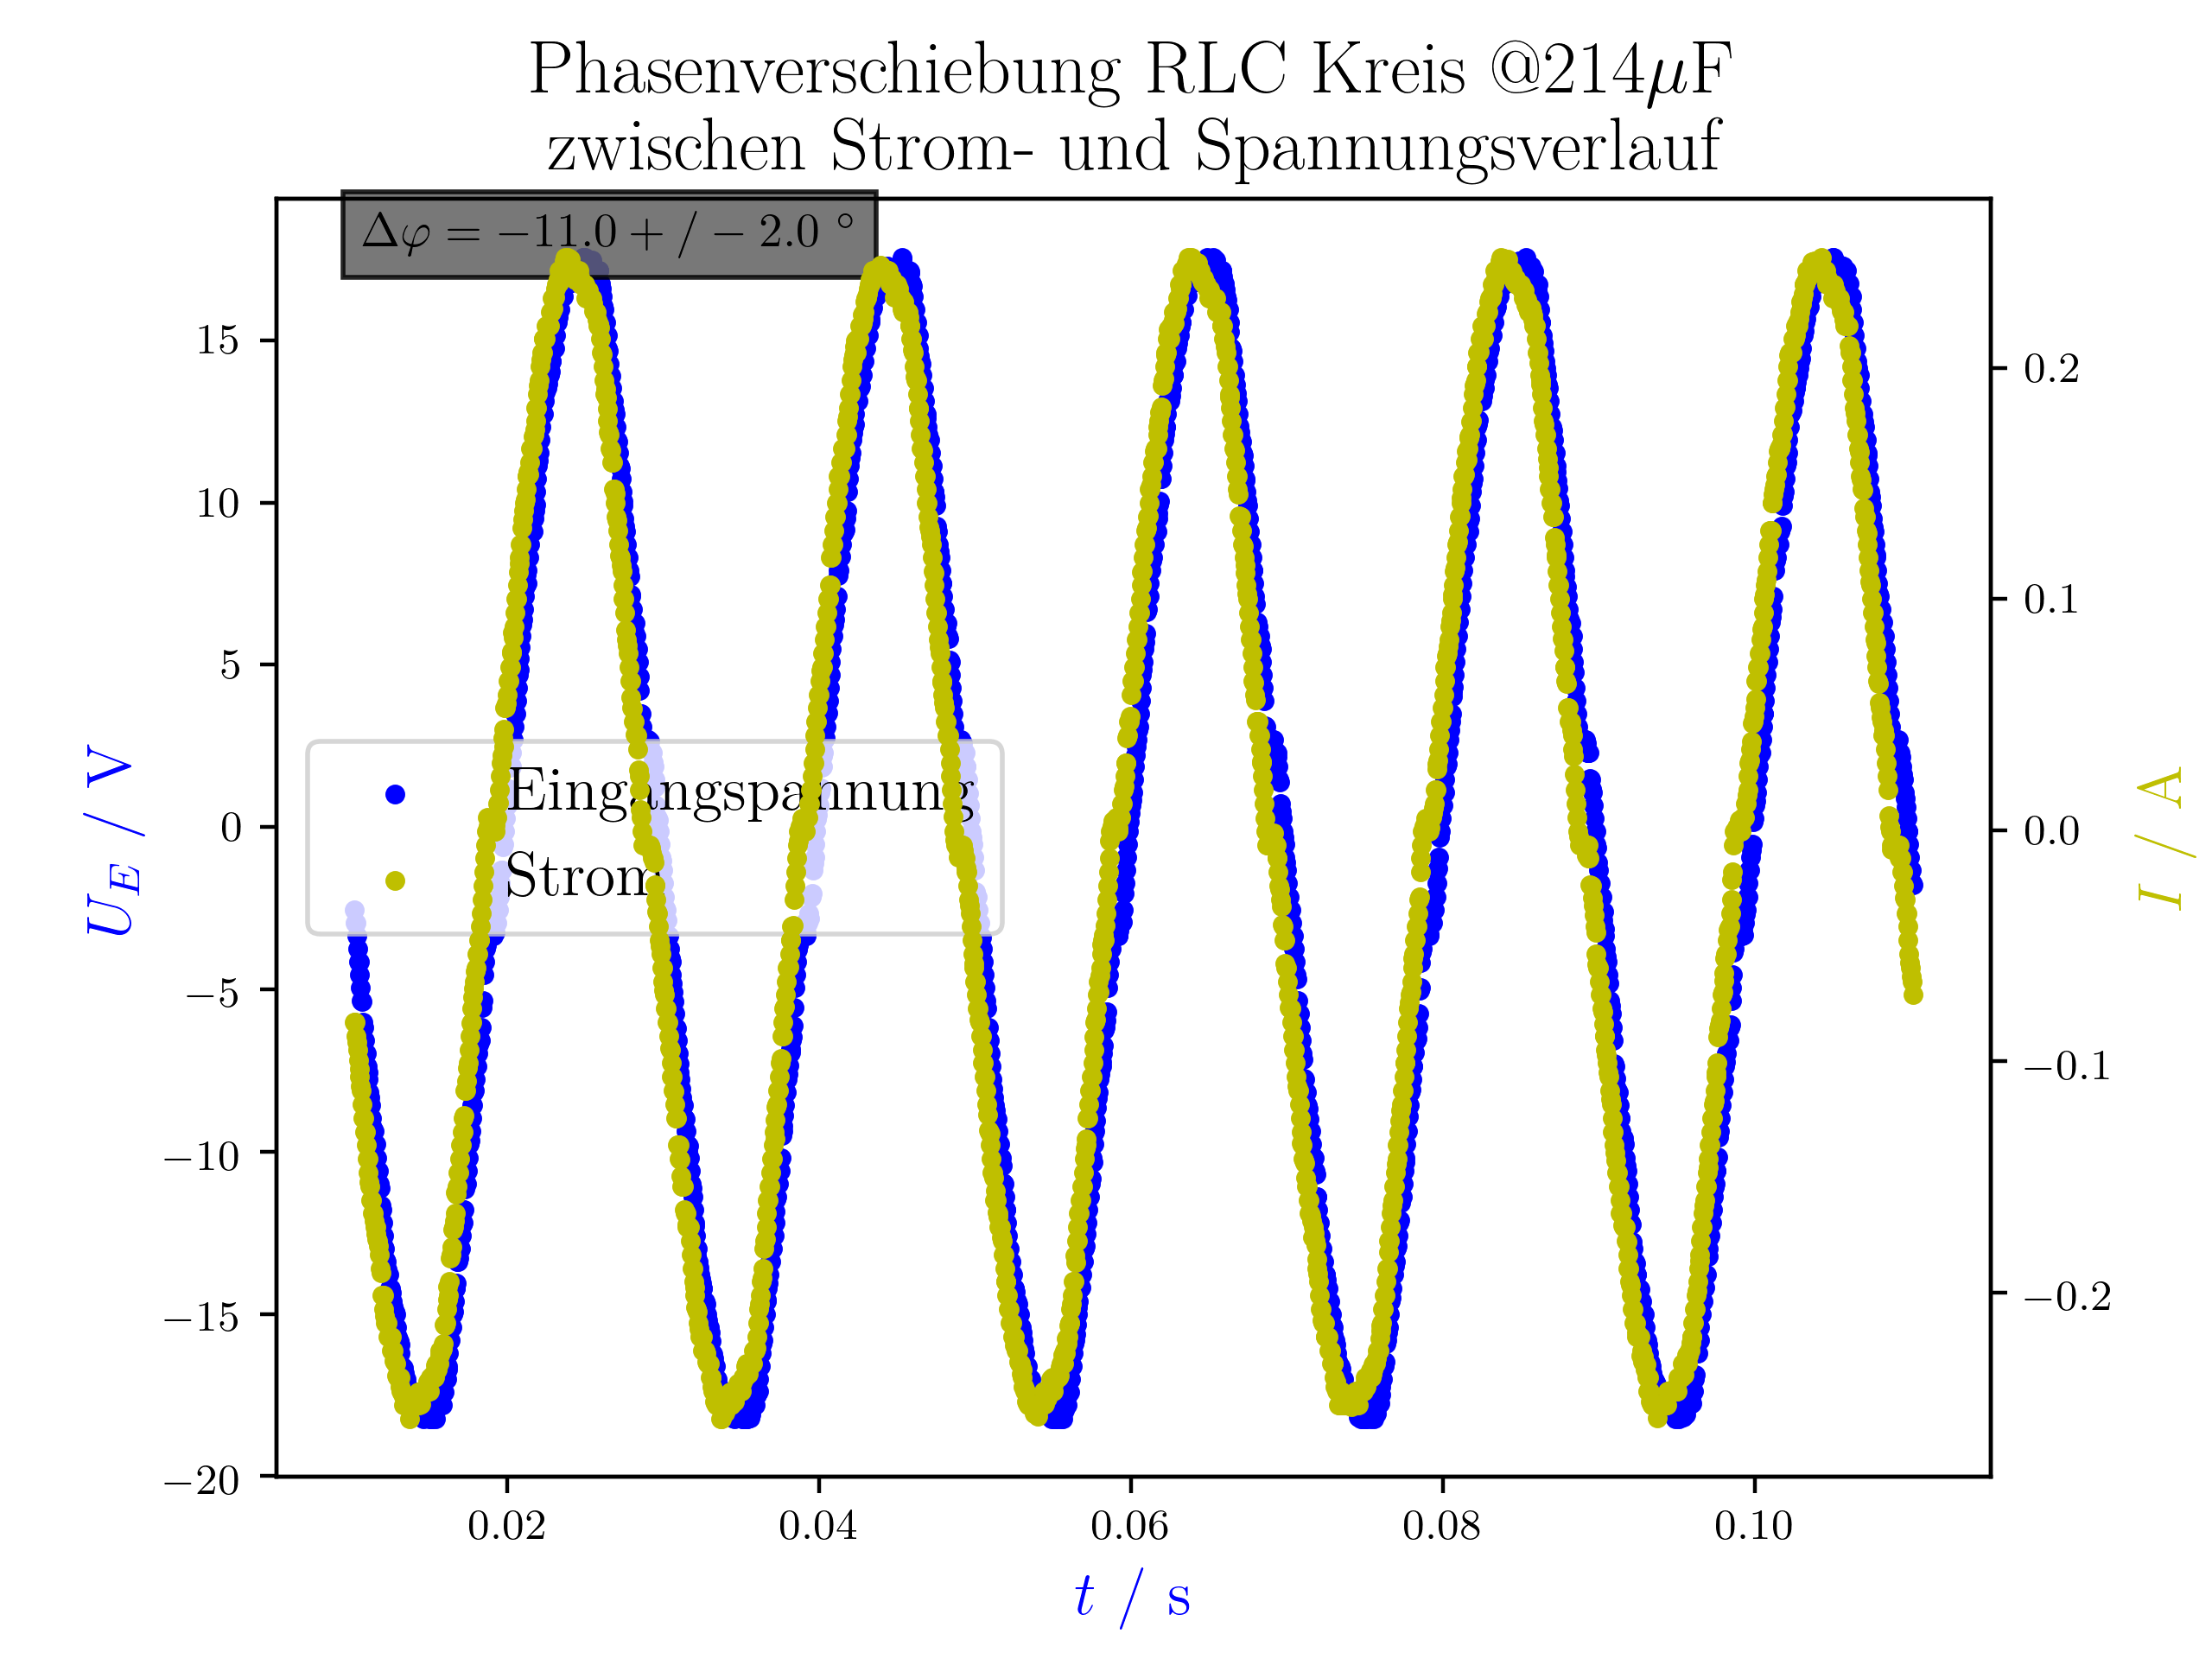 Phasenverschiebung RLC Kreis @214μF
zwischen Strom- und Spannungsverlauf
Δφ = −11.0 + / − 2.0 °
15
10
5
0
−5
−10
−15
−20
U_E / V
Eingangspannung
Strom
0.2
0.1
0.0
−0.1
−0.2
I / A
0.02 0.04 0.06 0.08 0.10
t / s